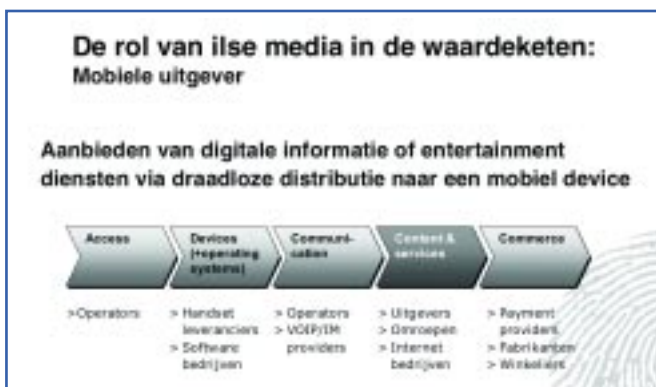 De rol van ilse media in de waardeketen:
Mobiele uitgever
Aanbieden van digitale informatie of entertainment
diensten via draadloze distributie naar een mobiel device
Access
Devices
(+operating
systems)
Communi-
cation
Content &
services
Commerce
>Operators
> Handset
leveranciers
> Software
bedrijven
> Operators
> VOIP/IM
providers
> Uitgevers
> Omroepen
> Internet
bedrijven
> Payment
providers
> Fabrikanten
> Winkeliers